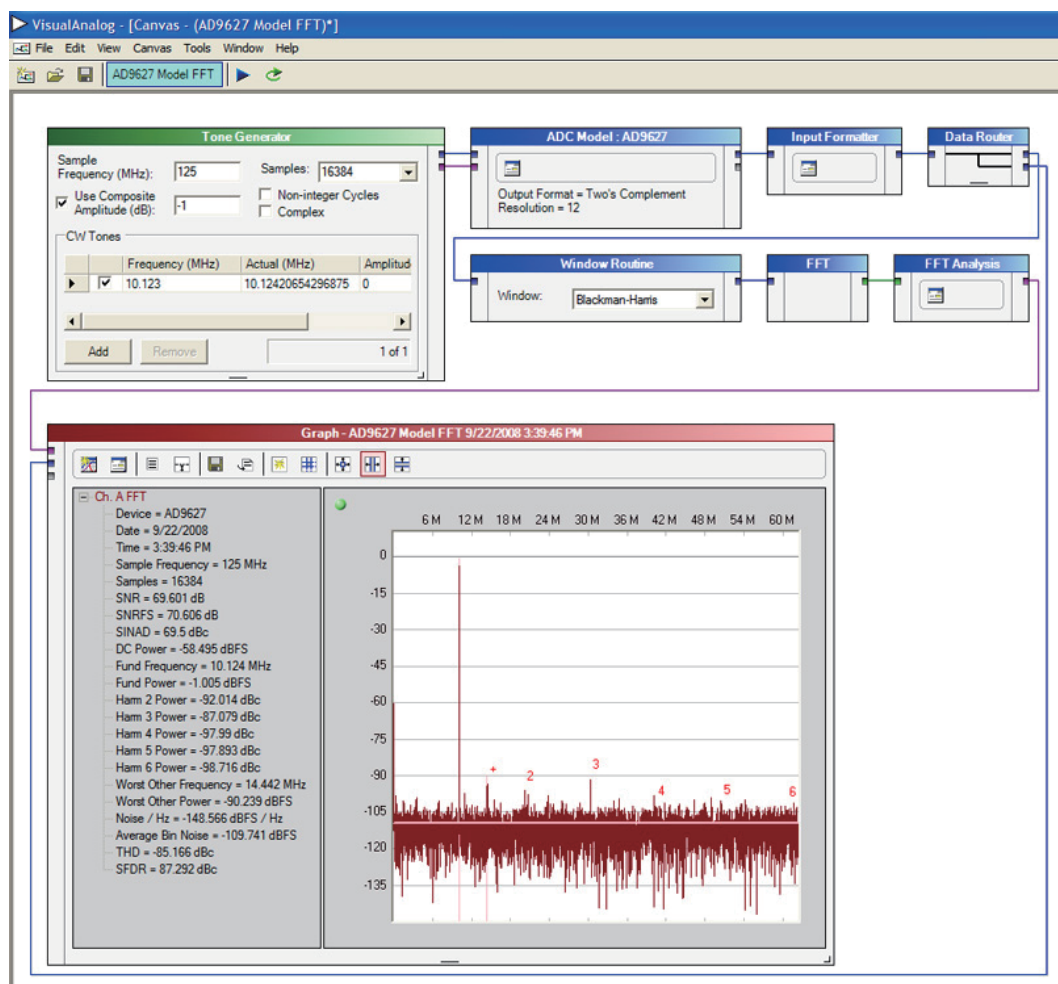 VisualAnalog - [Canvas - (AD9627 Model FFT)*]
File Edit View Canvas Tools Window Help
AD9627 Model FFT
Tone Generator
Sample Frequency (MHz): 125 Samples: 16384
Use Composite Amplitude (dB): -1
Non-integer Cycles
Complex
CW Tones
Frequency (MHz) Actual (MHz) Amplitud
10.123 10.12420654296875 0
Add Remove 1 of 1
ADC Model : AD9627
Output Format = Two's Complement
Resolution = 12
Input Formatter
Data Router
Window Routine
Window: Blackman-Harris
FFT
FFT Analysis
Graph - AD9627 Model FFT 9/22/2008 3:39:46 PM
Ch. A FFT
Device = AD9627
Date = 9/22/2008
Time = 3:39:46 PM
Sample Frequency = 125 MHz
Samples = 16384
SNR = 69.601 dB
SNRFS = 70.606 dB
SINAD = 69.5 dBc
DC Power = -58.495 dBFS
Fund Frequency = 10.124 MHz
Fund Power = -1.005 dBFS
Harm 2 Power = -92.014 dBc
Harm 3 Power = -87.079 dBc
Harm 4 Power = -97.99 dBc
Harm 5 Power = -97.893 dBc
Harm 6 Power = -98.716 dBc
Worst Other Frequency = 14.442 MHz
Worst Other Power = -90.239 dBFS
Noise / Hz = -148.566 dBFS / Hz
Average Bin Noise = -109.741 dBFS
THD = -85.166 dBc
SFDR = 87.292 dBc
6 M 12 M 18 M 24 M 30 M 36 M 42 M 48 M 54 M 60 M
0
-15
-30
-45
-60
-75
-90
-105
-120
-135
+ 2 3 4 5 6